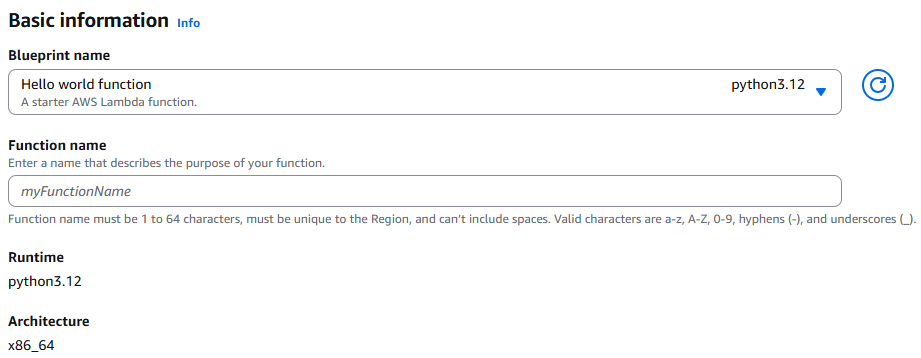 Basic information Info
Blueprint name
Hello world function python3.12
A starter AWS Lambda function.
Function name
Enter a name that describes the purpose of your function.
myFunctionName
Function name must be 1 to 64 characters, must be unique to the Region, and can’t include spaces. Valid characters are a-z, A-Z, 0-9, hyphens (-), and underscores (_).
Runtime
python3.12
Architecture
x86_64